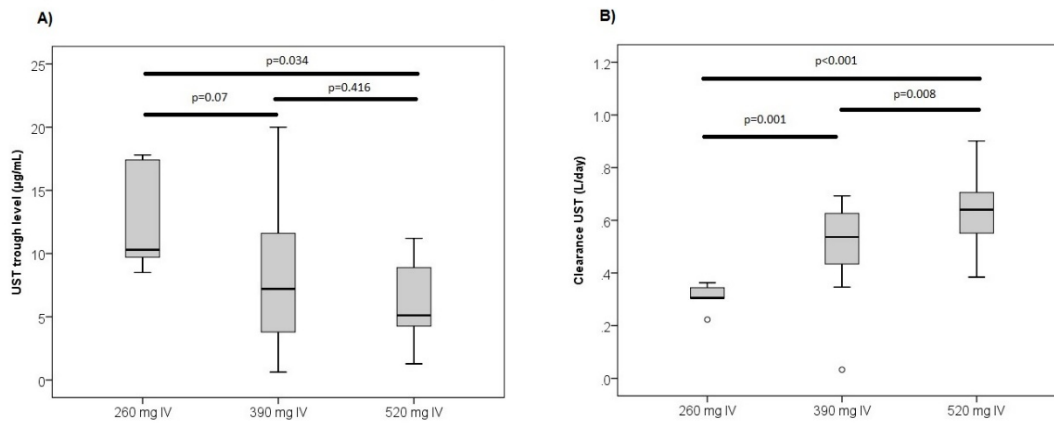 A)
UST trough level (µg/mL)
25
20
15
10
5
0
p=0.034
p=0.07
p=0.416
260 mg IV
390 mg IV
520 mg IV
B)
Clearance UST (L/day)
1.2
1.0
.8
.6
.4
.2
.0
p<0.001
p=0.008
p=0.001
260 mg IV
390 mg IV
520 mg IV